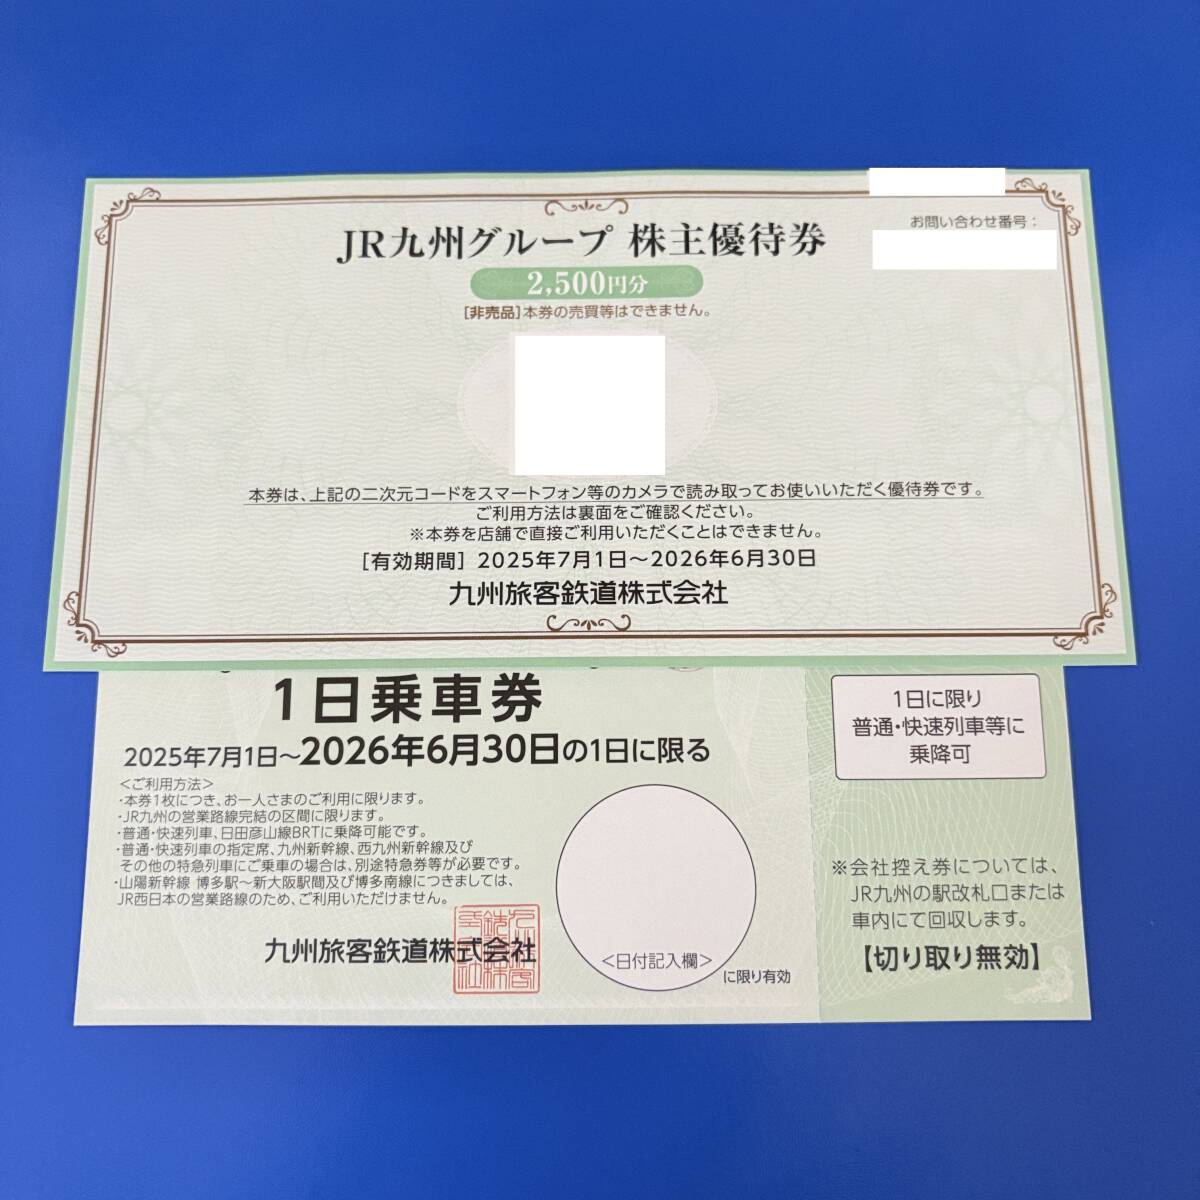 お問い合わせ番号：
JR九州グループ 株主優待券
2,500円分
[非売品]本券の売買等はできません。
本券は、上記の二次元コードをスマートフォン等のカメラで読み取ってお使いいただく優待券です。
ご利用方法は裏面をご確認ください。
※本券を店舗で直接ご利用いただくことはできません。
[有効期間] 2025年7月1日～2026年6月30日
九州旅客鉄道株式会社
1日乗車券
2025年7月1日～2026年6月30日の1日に限る
＜ご利用方法＞
・本券1枚につき、お一人さまのご利用に限ります。
・JR九州の営業路線完結の区間に限ります。
・普通・快速列車、日田彦山線BRTに乗降可能です。
・普通・快速列車の指定席、九州新幹線、西九州新幹線及び
その他の特急列車にご乗車の場合は、別途特急券等が必要です。
・山陽新幹線 博多駅～新大阪駅間及び博多南線につきましては、
JR西日本の営業路線のため、ご利用いただけません。
九州旅客鉄道株式会社
＜日付記入欄＞
に限り有効
1日に限り
普通・快速列車等に
乗降可
※会社控え券については、
JR九州の駅改札口または
車内にて回収します。
【切り取り無効】